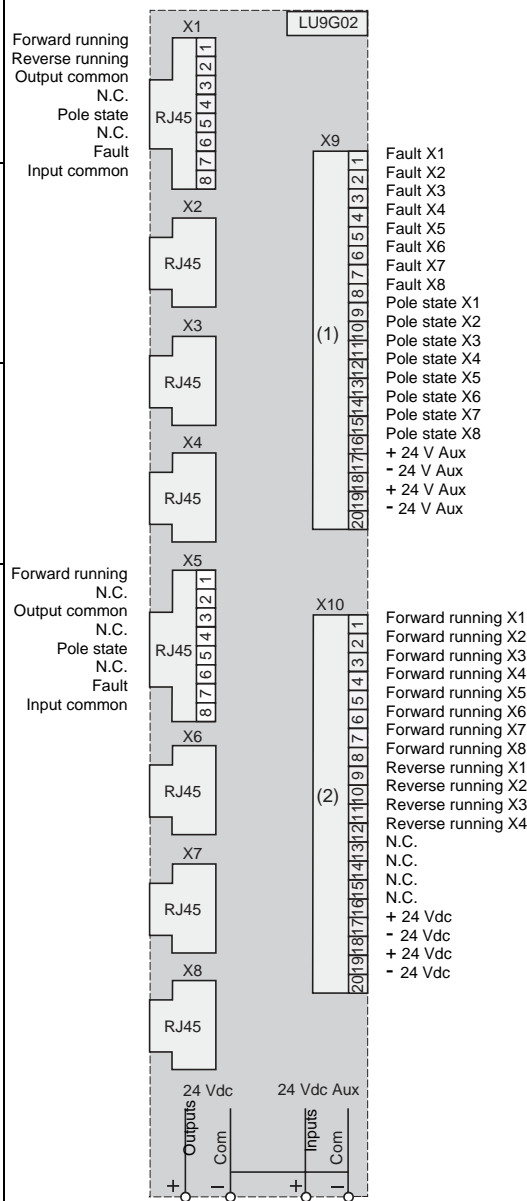 LU9G02
X1
Forward running
Reverse running
Output common
N.C.
Pole state
N.C.
Fault
Input common
RJ45
1
2
3
4
5
6
7
8
X2
RJ45
X3
RJ45
X4
RJ45
X5
Forward running
N.C.
Output common
N.C.
Pole state
N.C.
Fault
Input common
RJ45
1
2
3
4
5
6
7
8
X6
RJ45
X7
RJ45
X8
RJ45
X9
(1)
1 Fault X1
2 Fault X2
3 Fault X3
4 Fault X4
5 Fault X5
6 Fault X6
7 Fault X7
8 Fault X8
9 Pole state X1
10 Pole state X2
11 Pole state X3
12 Pole state X4
13 Pole state X5
14 Pole state X6
15 Pole state X7
16 Pole state X8
17 + 24 V Aux
18 - 24 V Aux
19 + 24 V Aux
20 - 24 V Aux
X10
(2)
1 Forward running X1
2 Forward running X2
3 Forward running X3
4 Forward running X4
5 Forward running X5
6 Forward running X6
7 Forward running X7
8 Forward running X8
9 Reverse running X1
10 Reverse running X2
11 Reverse running X3
12 Reverse running X4
13 N.C.
14 N.C.
15 N.C.
16 N.C.
17 + 24 Vdc
18 - 24 Vdc
19 + 24 Vdc
20 - 24 Vdc
24 Vdc
Outputs
Com
+ −
24 Vdc Aux
Inputs
Com
+ −